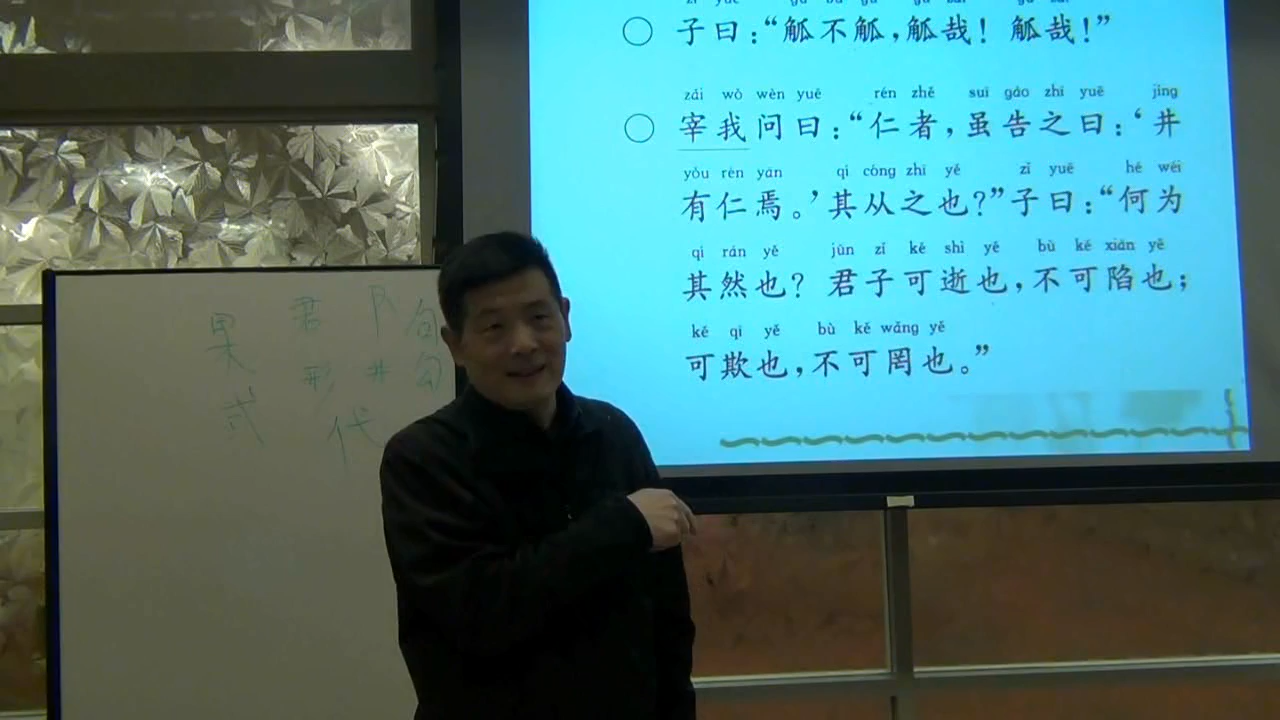 子曰：“觚不觚，觚哉！觚哉！”
zǎi wǒ wèn yuē rén zhě suī gào zhī yuē jǐng
宰我问曰：“仁者，虽告之曰：‘井
yǒu rén yān qí cóng zhī yě zǐ yuē hé wéi
有仁焉。’其从之也？”子曰：“何为
qí rán yě jūn zǐ kě shì yě bù kě xiàn yě
其然也？君子可逝也，不可陷也；
kě qī yě bù kě wǎng yě
可欺也，不可罔也。”
果 君 卩 句
式 形 井 勾
代